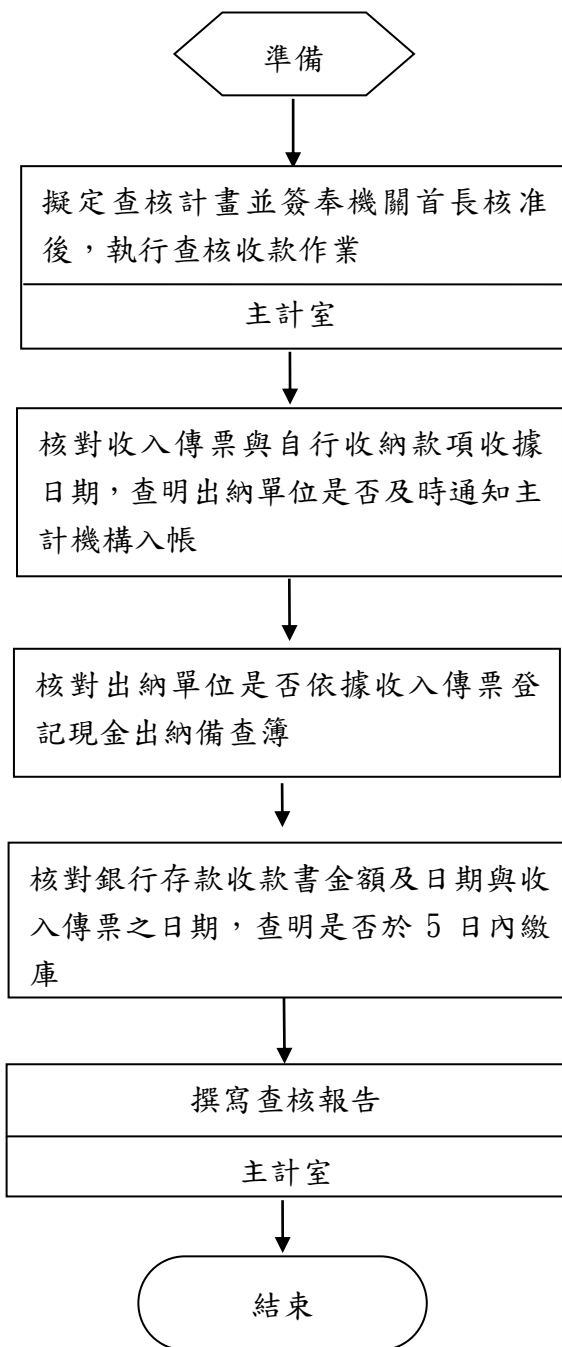 準備
擬定查核計畫並簽奉機關首長核准
後，執行查核收款作業
主計室
核對收入傳票與自行收納款項收據
日期，查明出納單位是否及時通知主
計機構入帳
核對出納單位是否依據收入傳票登
記現金出納備查簿
核對銀行存款收款書金額及日期與收
入傳票之日期，查明是否於 5 日內繳
庫
撰寫查核報告
主計室
結束